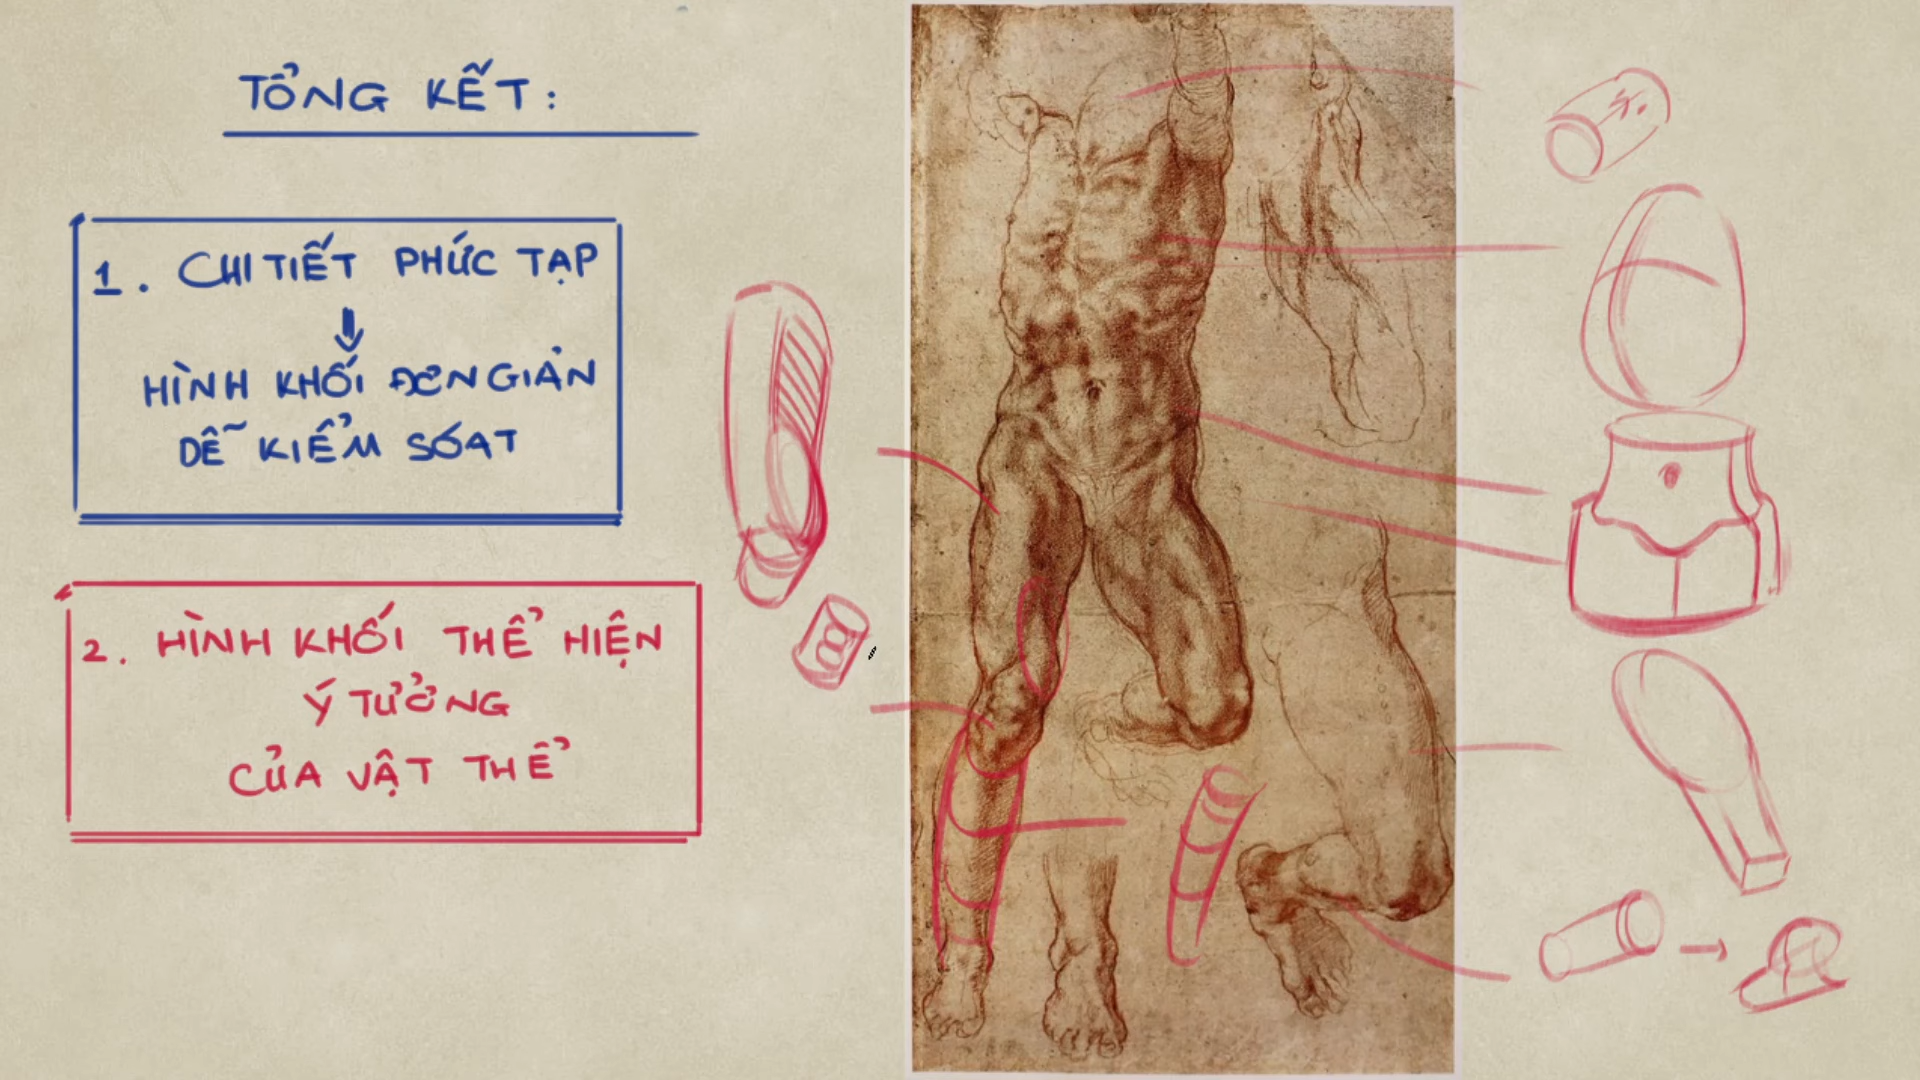 TỔNG KẾT:
1. CHI TIẾT PHỨC TẠP
HÌNH KHỐI ĐƠN GIẢN
DỄ KIỂM SÓAT
2. HÌNH KHỐI THỂ HIỆN
Ý TƯỞNG
CỦA VẬT THỂ